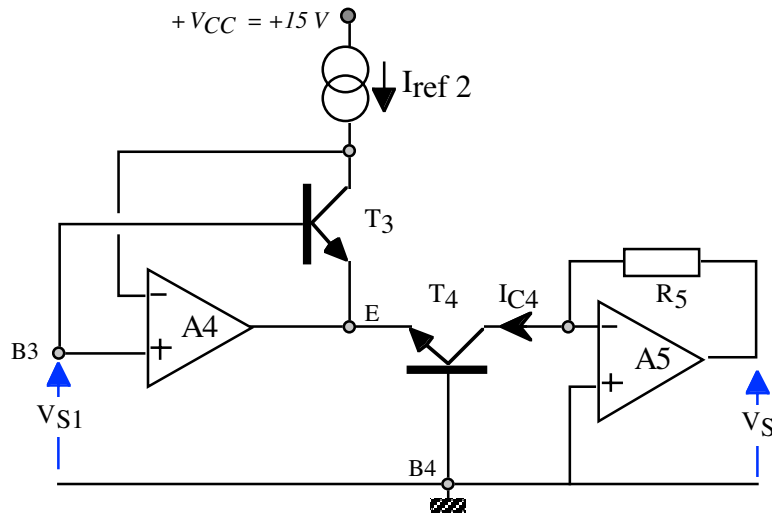 + VCC = +15 V
Iref 2
T3
E
T4
IC4
R5
−
A4
+
B3
−
A5
+
VS1
VS
B4